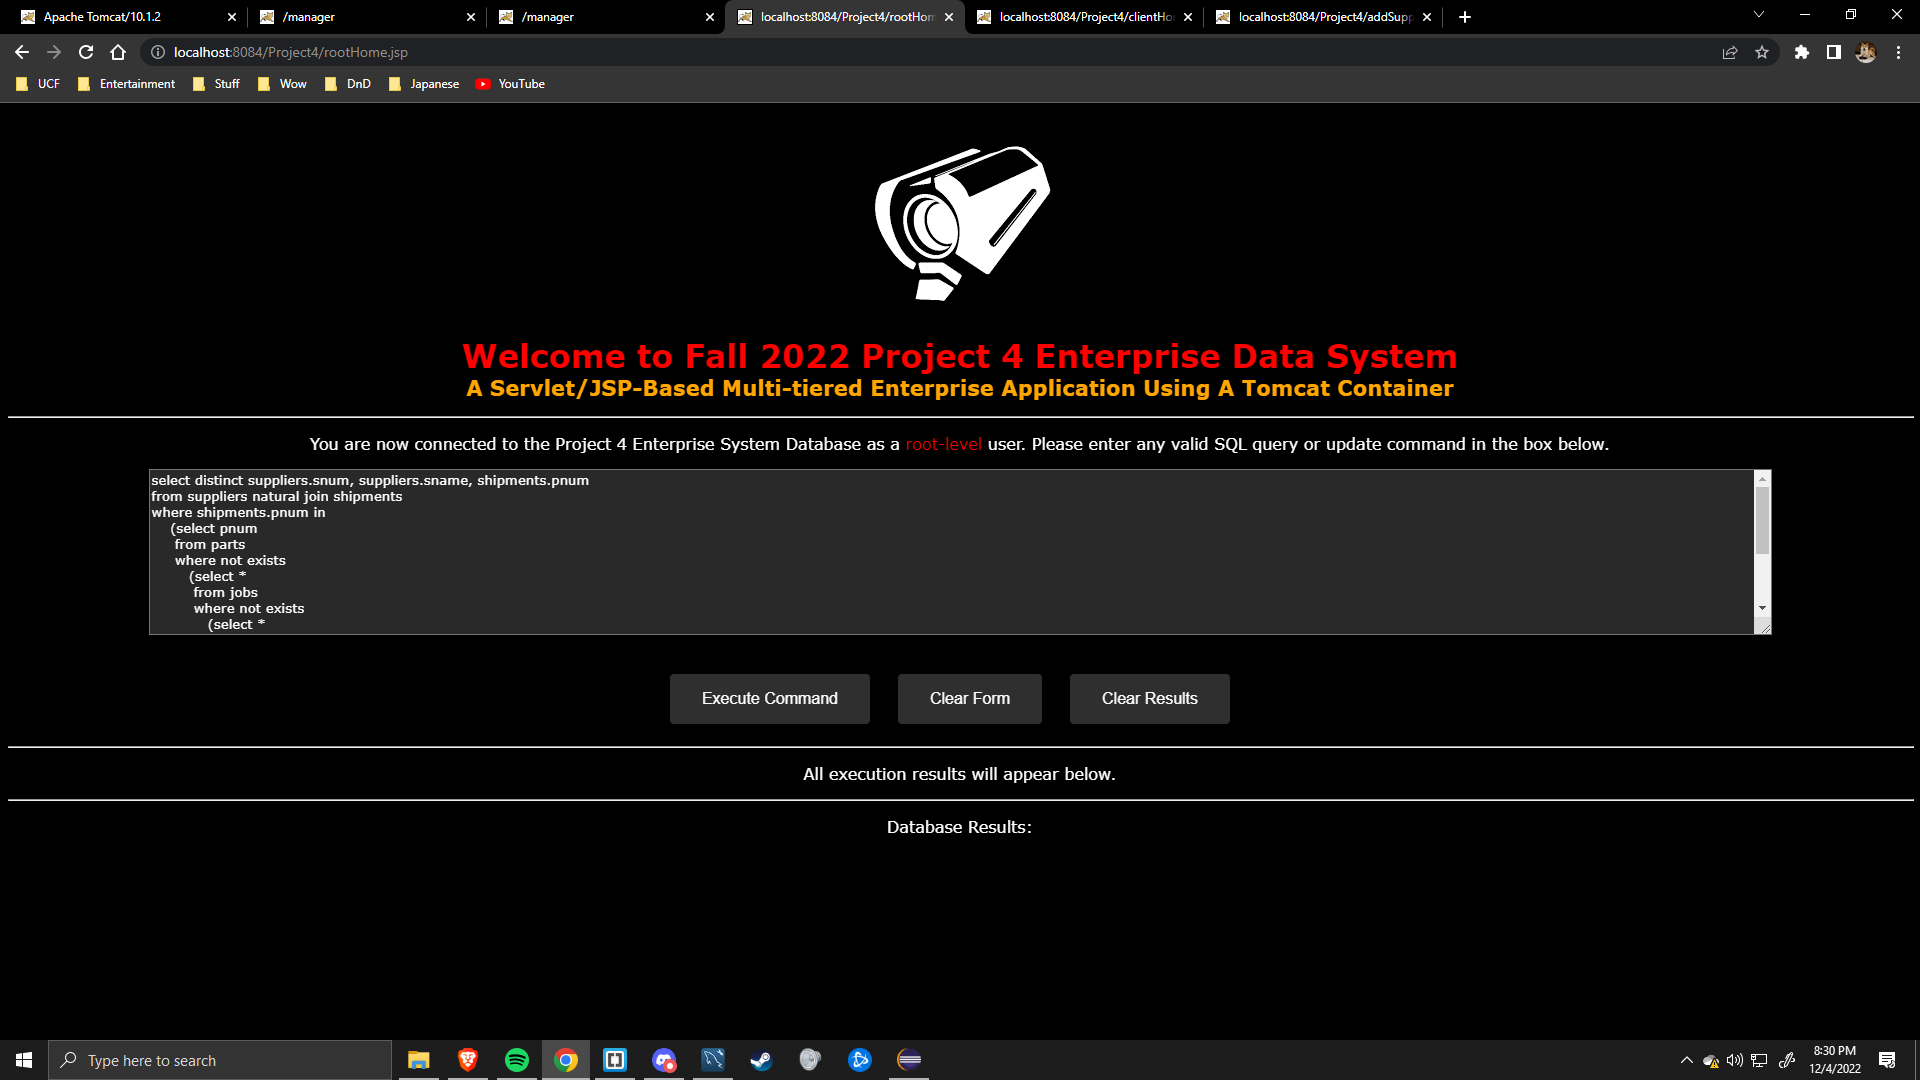 Apache Tomcat/10.1.2
/manager
/manager
localhost:8084/Project4/rootHom
localhost:8084/Project4/clientHo
localhost:8084/Project4/addSupp
localhost:8084/Project4/rootHome.jsp
UCF
Entertainment
Stuff
Wow
DnD
Japanese
YouTube
Welcome to Fall 2022 Project 4 Enterprise Data System
A Servlet/JSP-Based Multi-tiered Enterprise Application Using A Tomcat Container
You are now connected to the Project 4 Enterprise System Database as a root-level user. Please enter any valid SQL query or update command in the box below.
select distinct suppliers.snum, suppliers.sname, shipments.pnum
from suppliers natural join shipments
where shipments.pnum in
(select pnum
from parts
where not exists
(select *
from jobs
where not exists
(select *
Execute Command
Clear Form
Clear Results
All execution results will appear below.
Database Results:
Type here to search
8:30 PM
12/4/2022